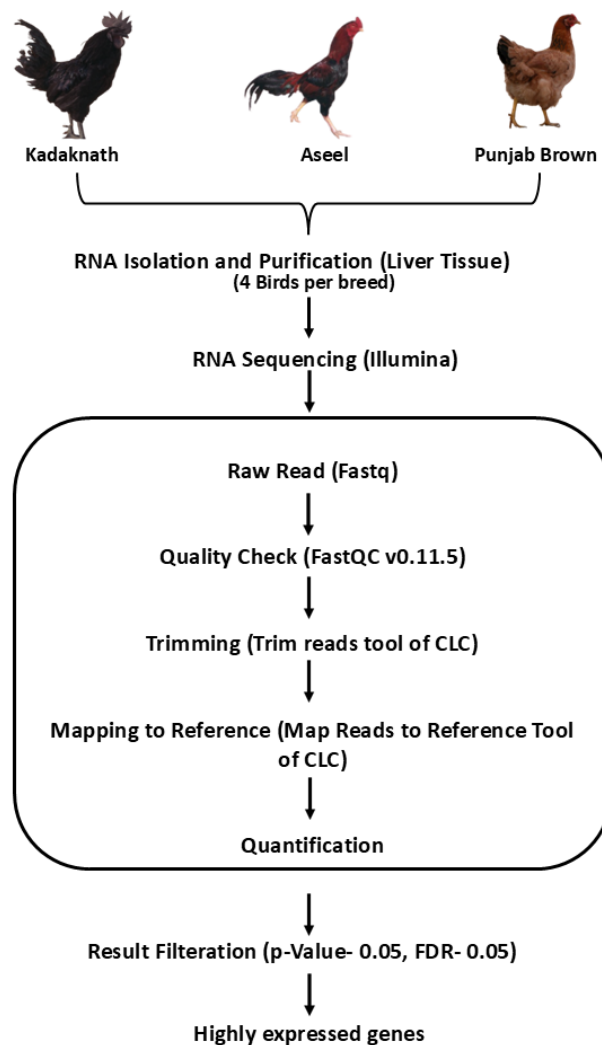 Kadaknath
Aseel
Punjab Brown
RNA Isolation and Purification (Liver Tissue)
(4 Birds per breed)
RNA Sequencing (Illumina)
Raw Read (Fastq)
Quality Check (FastQC v0.11.5)
Trimming (Trim reads tool of CLC)
Mapping to Reference (Map Reads to Reference Tool
of CLC)
Quantification
Result Filteration (p-Value- 0.05, FDR- 0.05)
Highly expressed genes